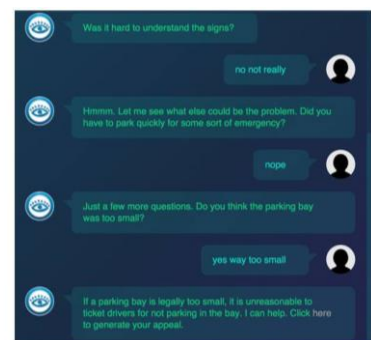 Was it hard to understand the signs?
no not really
Hmmm. Let me see what else could be the problem. Did you
have to park quickly for some sort of emergency?
nope
Just a few more questions. Do you think the parking bay
was too small?
yes way too small
If a parking bay is legally too small, it is unreasonable to
ticket drivers for not parking in the bay. I can help. Click here
to generate your appeal.